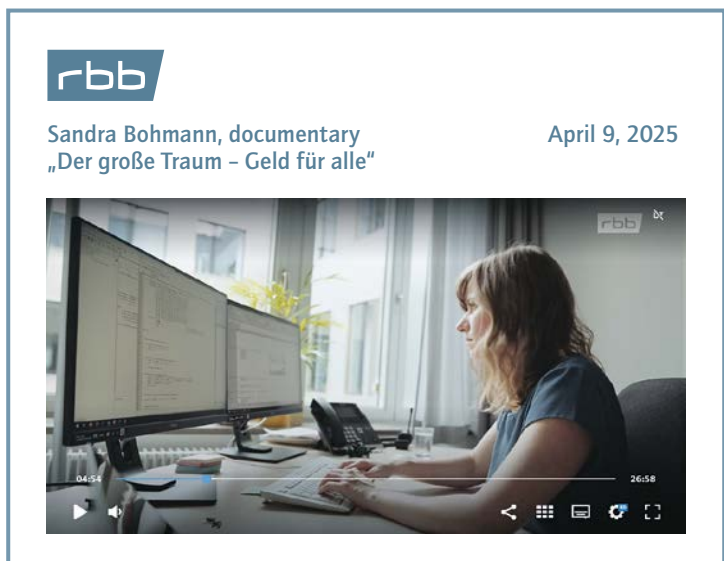 rbb
Sandra Bohmann, documentary
April 9, 2025
„Der große Traum – Geld für alle“
rbb
04:54
26:58